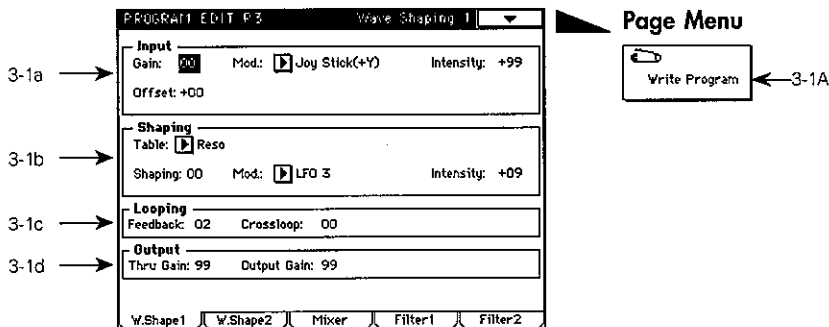 PROGRAM EDIT P3 Wave Shaping 1
Page Menu
Write Program
3-1A
3-1a
Input
Gain: 00 Mod.: Joy Stick(+Y) Intensity: +99
Offset: +00
3-1b
Shaping
Table: Reso
Shaping: 00 Mod.: LFO 3 Intensity: +09
3-1c
Looping
Feedback: 02 Crossloop: 00
3-1d
Output
Thru Gain: 99 Output Gain: 99
W.Shape1 W.Shape2 Mixer Filter1 Filter2